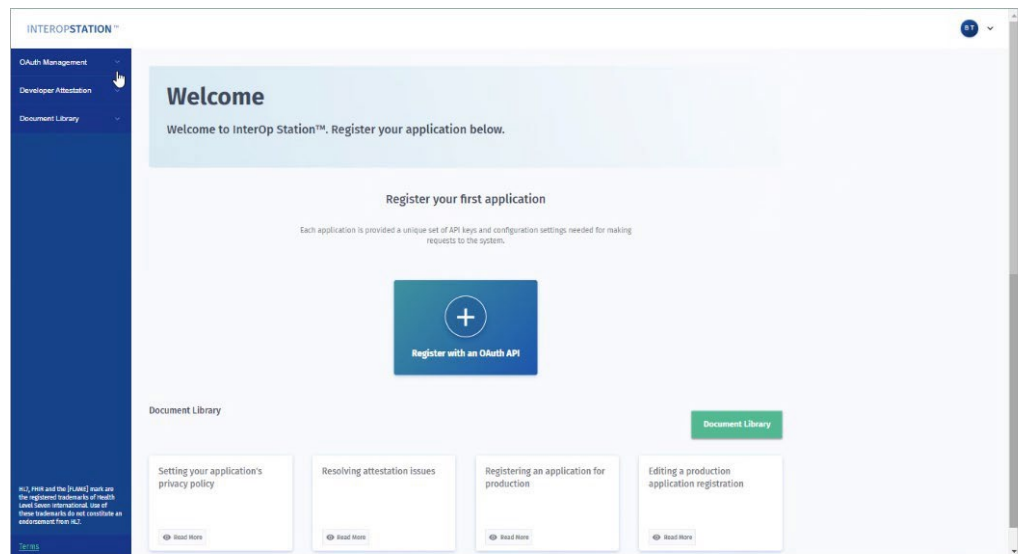 INTEROPSTATION™
BT
OAuth Management
Developer Attestation
Document Library
Welcome
Welcome to InterOp Station™. Register your application below.
Register your first application
Each application is provided a unique set of API keys and configuration settings needed for making
requests to the system.
Register with an OAuth API
Document Library
Document Library
Setting your application's
privacy policy
Read More
Resolving attestation issues
Read More
Registering an application for
production
Read More
Editing a production
application registration
Read More
HL7, FHIR and the [FLAME] mark are
the registered trademarks of Health
Level Seven International. Use of
these trademarks do not constitute an
endorsement from HL7.
Terms